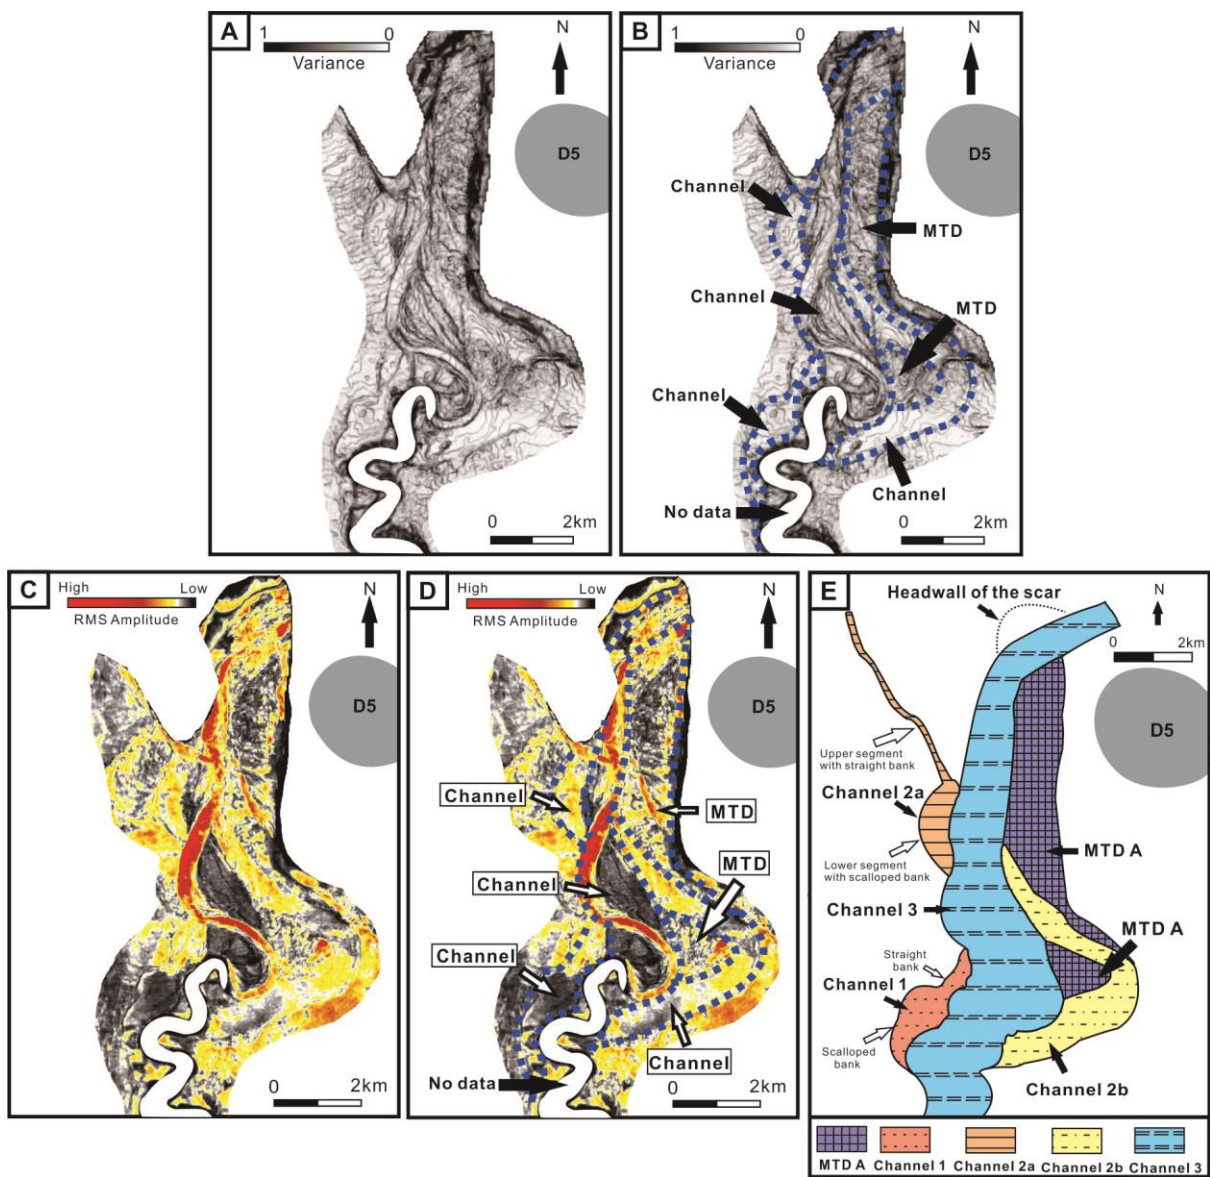 A
1
0
Variance
N
D5
0
2km
B
1
0
Variance
N
D5
Channel
MTD
Channel
MTD
Channel
Channel
No data
0
2km
C
High
Low
RMS Amplitude
N
D5
0
2km
D
High
Low
RMS Amplitude
N
D5
Channel
MTD
MTD
Channel
Channel
Channel
No data
0
2km
E
Headwall of the scar
N
0
2km
D5
Upper segment
with straight bank
Channel 2a
MTD A
Lower segment
with scalloped bank
Channel 3
MTD A
Straight
bank
Channel 1
Scalloped
bank
Channel 2b
MTD A
Channel 1
Channel 2a
Channel 2b
Channel 3